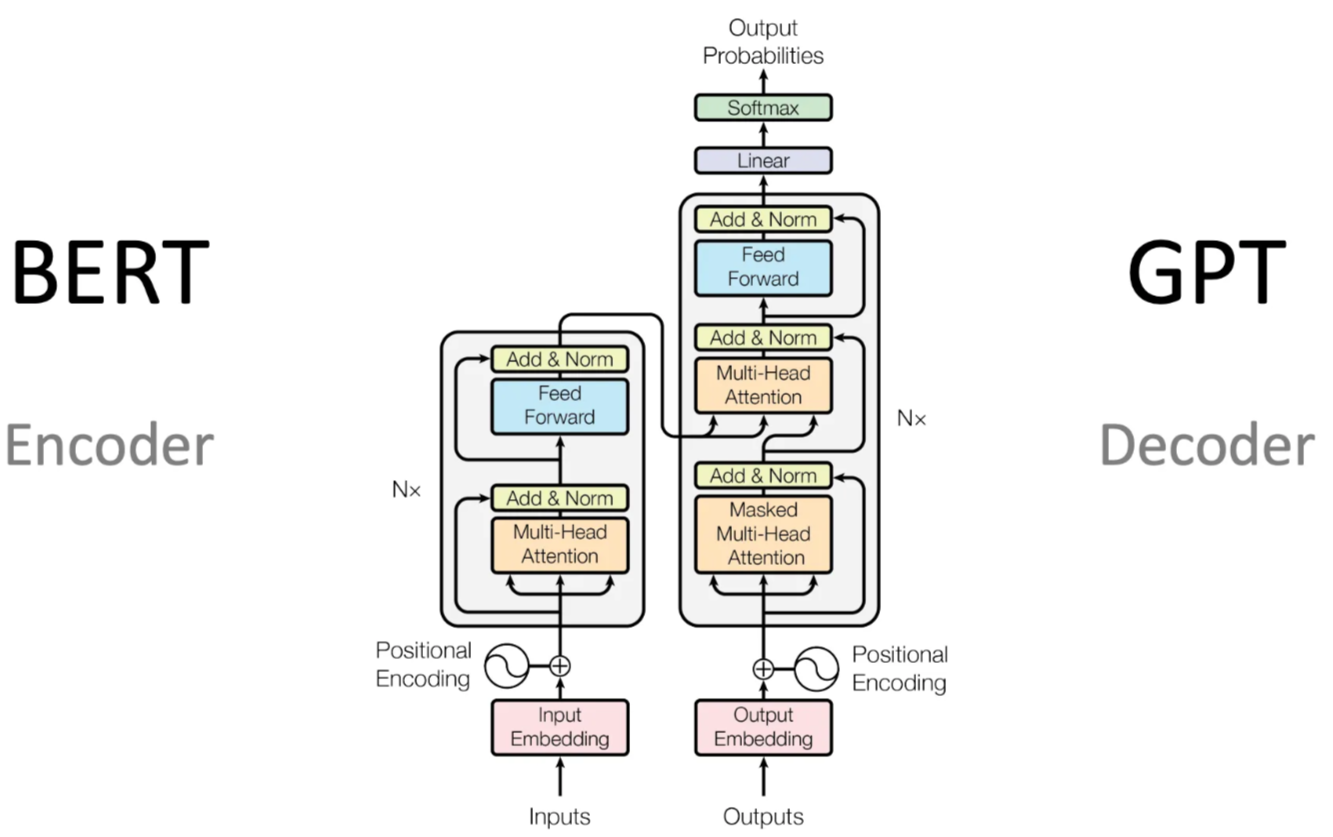 BERT
Encoder
Output
Probabilities
Softmax
Linear
Add & Norm
Feed
Forward
Add & Norm
Multi-Head
Attention
Add & Norm
Masked
Multi-Head
Attention
Nx
Positional
Encoding
Output
Embedding
Outputs
Add & Norm
Feed
Forward
Add & Norm
Multi-Head
Attention
Nx
Positional
Encoding
Input
Embedding
Inputs
GPT
Decoder